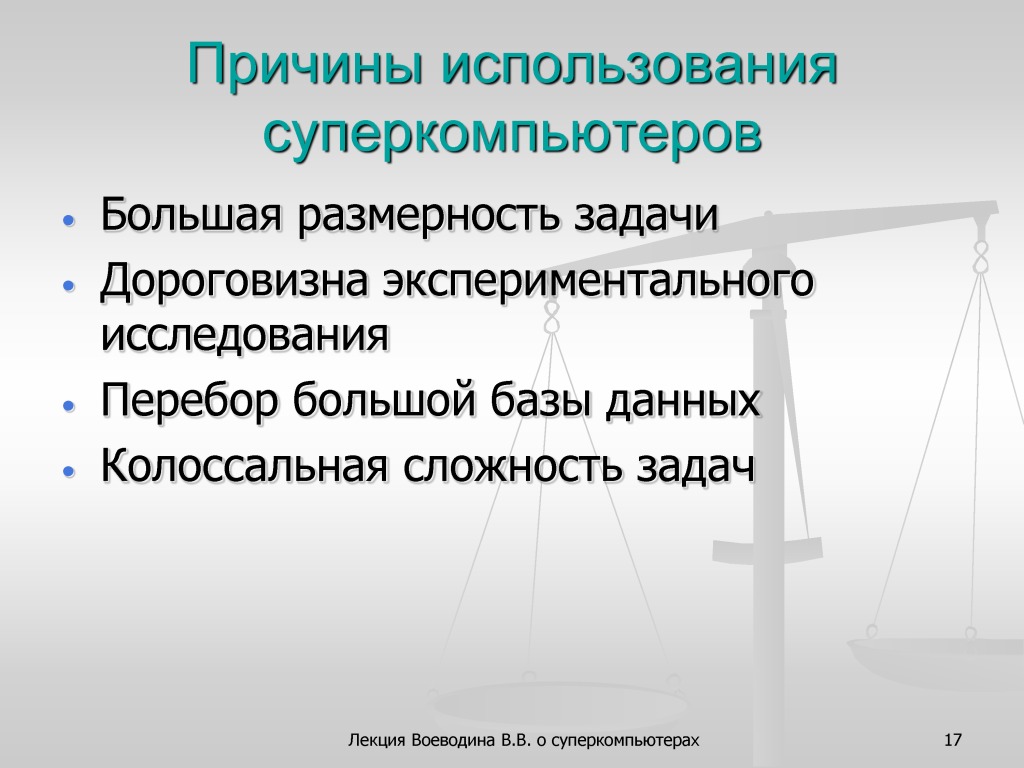 Причины использования
суперкомпьютеров
• Большая размерность задачи
• Дороговизна экспериментального
исследования
• Перебор большой базы данных
• Колоссальная сложность задач
Лекция Воеводина В.В. о суперкомпьютерах
17